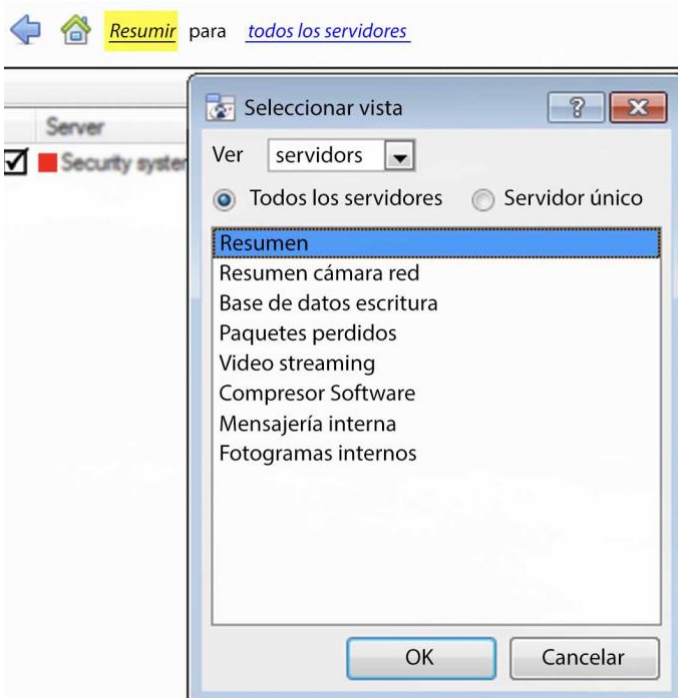 Resumir para todos los servidores
Seleccionar vista
Server
Ver servidors
Security syster
Todos los servidores Servidor único
Resumen
Resumen cámara red
Base de datos escritura
Paquetes perdidos
Video streaming
Compresor Software
Mensajería interna
Fotogramas internos
OK Cancelar